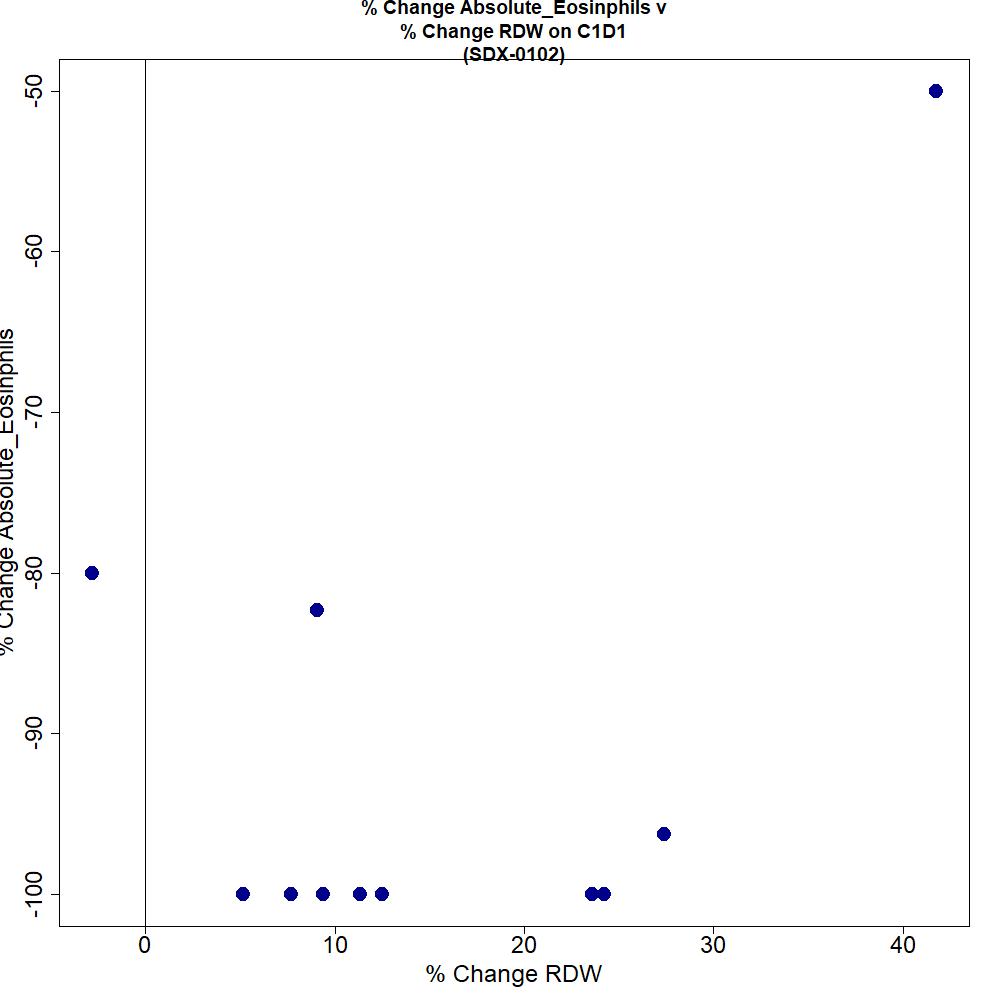 % Change Absolute_Eosinphils v
% Change RDW on C1D1
(SDX-0102)
% Change Absolute_Eosinphils
-50
-60
-70
-80
-90
-100
0 10 20 30 40
% Change RDW